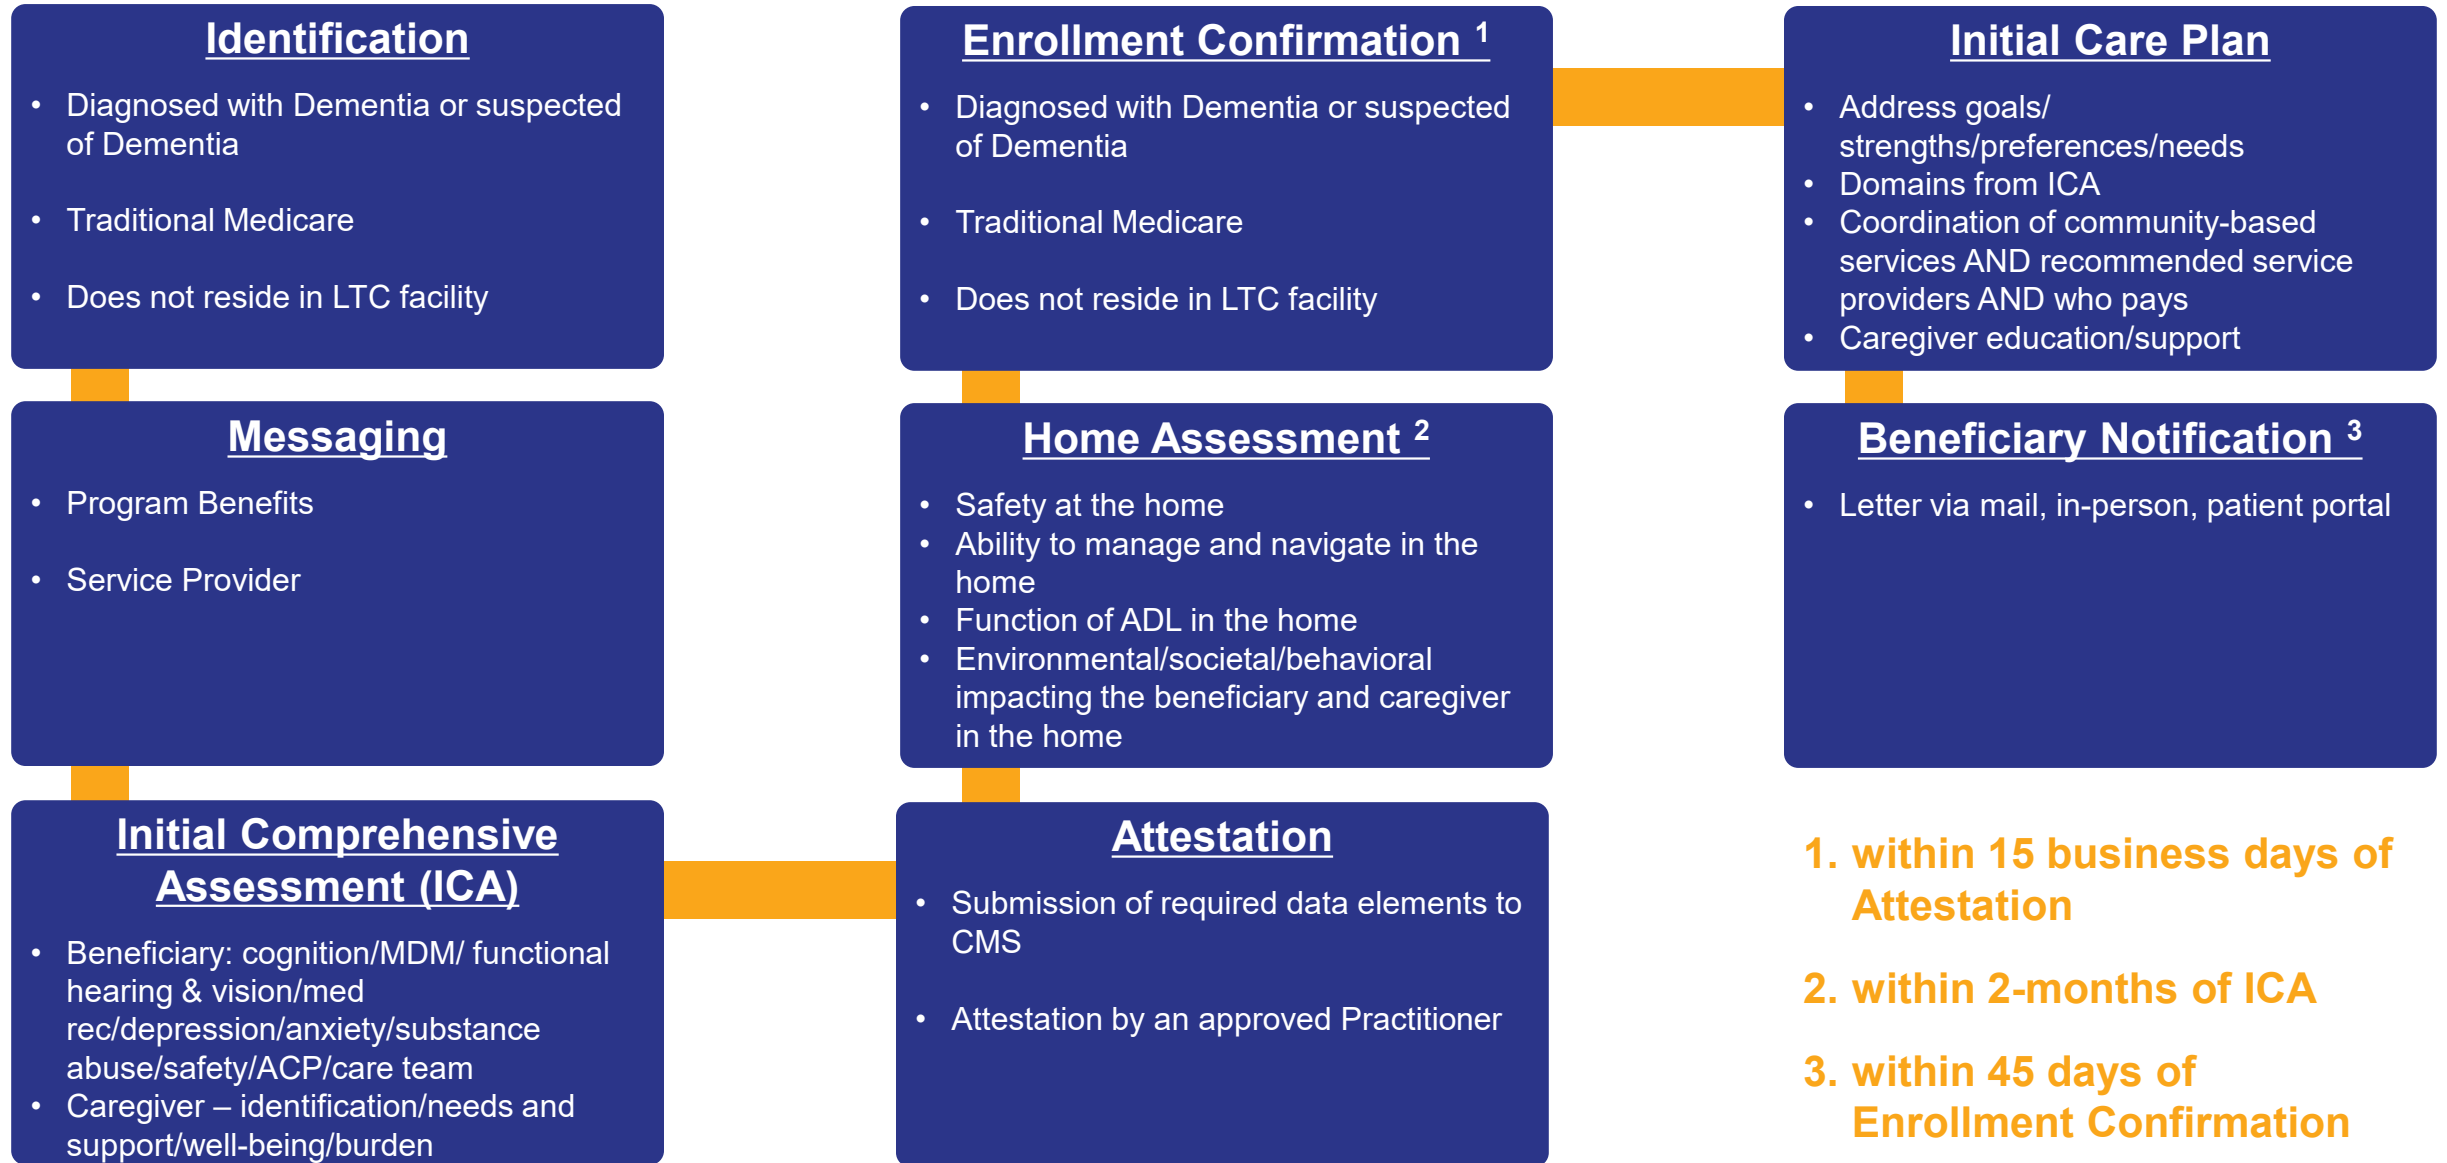 Identification
• Diagnosed with Dementia or suspected
of Dementia
• Traditional Medicare
• Does not reside in LTC facility
Messaging
• Program Benefits
• Service Provider
Initial Comprehensive
Assessment (ICA)
• Beneficiary: cognition/MDM/ functional
hearing & vision/med
rec/depression/anxiety/substance
abuse/safety/ACP/care team
• Caregiver – identification/needs and
support/well-being/burden
Enrollment Confirmation 1
• Diagnosed with Dementia or suspected
of Dementia
• Traditional Medicare
• Does not reside in LTC facility
Home Assessment 2
• Safety at the home
• Ability to manage and navigate in the
home
• Function of ADL in the home
• Environmental/societal/behavioral
impacting the beneficiary and caregiver
in the home
Attestation
• Submission of required data elements to
CMS
• Attestation by an approved Practitioner
Initial Care Plan
• Address goals/
strengths/preferences/needs
• Domains from ICA
• Coordination of community-based
services AND recommended service
providers AND who pays
• Caregiver education/support
Beneficiary Notification 3
• Letter via mail, in-person, patient portal
1. within 15 business days of
Attestation
2. within 2-months of ICA
3. within 45 days of
Enrollment Confirmation